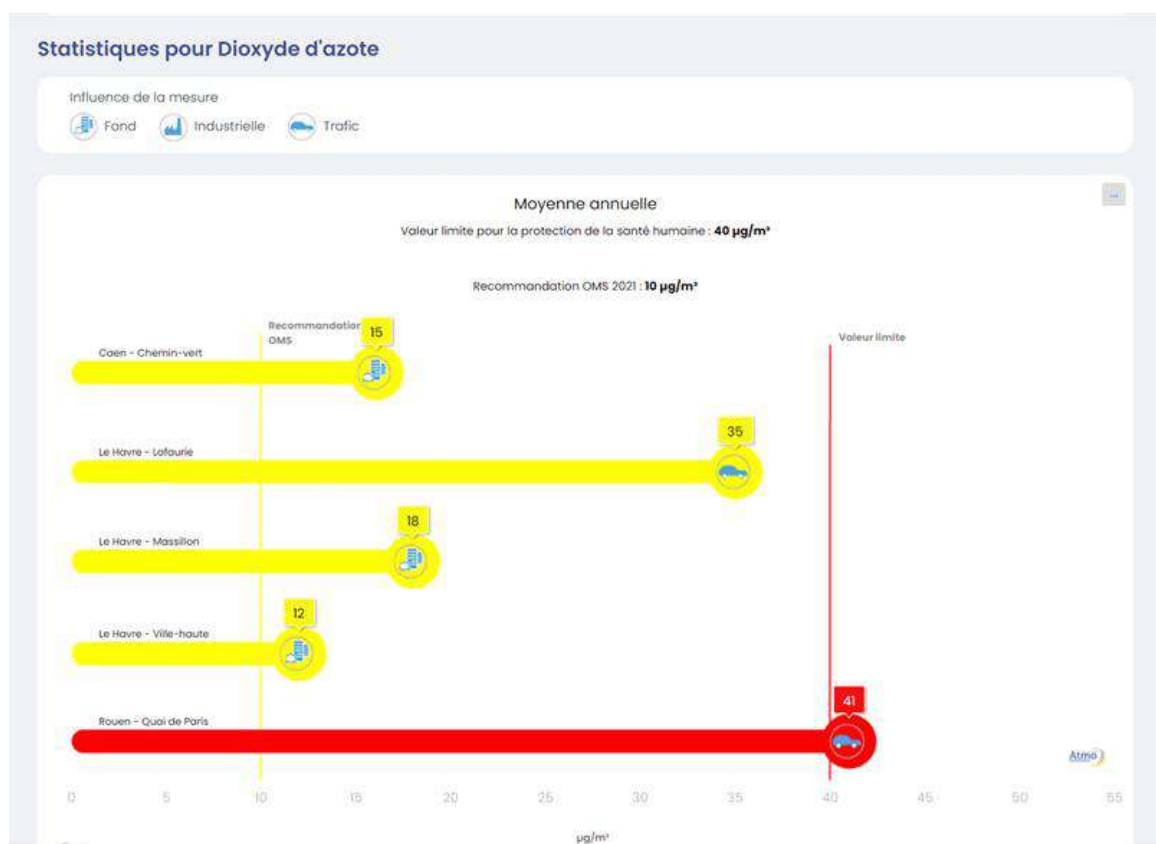 Statistiques pour Dioxyde d'azote
Influence de la mesure
Fond Industrielle Trafic
Moyenne annuelle
Valeur limite pour la protection de la santé humaine : 40 µg/m³
Recommandation OMS 2021 : 10 µg/m³
Recommandation
OMS
Valeur limite
15
Caen - Chemin-vert
35
Le Havre - Lafaurie
18
Le Havre - Massillon
12
Le Havre - Ville-haute
41
Rouen - Quai de Paris
Atmo
0 5 10 15 20 25 30 35 40 45 50 55
µg/m³